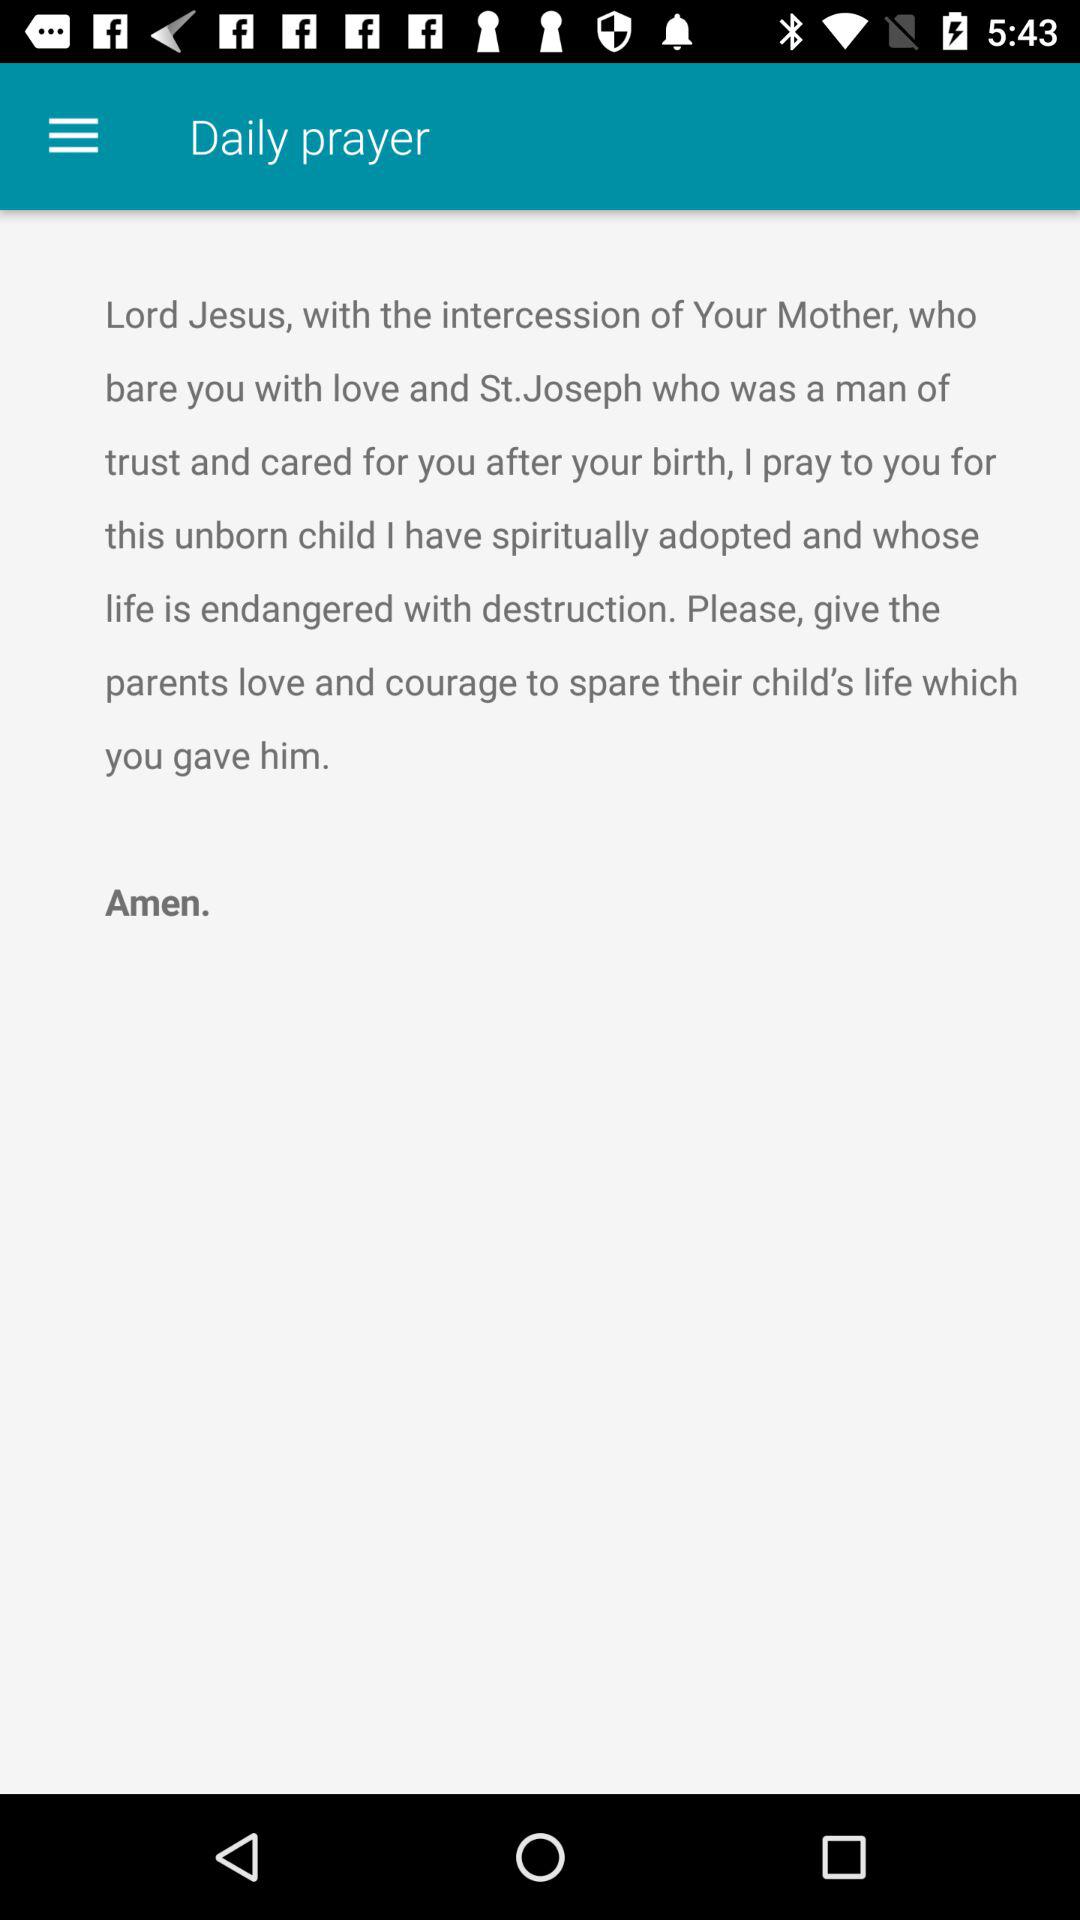 5:43
Daily prayer
Lord Jesus, with the intercession of Your Mother, who
bare you with love and St.Joseph who was a man of
trust and cared for you after your birth, I pray to you for
this unborn child I have spiritually adopted and whose
life is endangered with destruction. Please, give the
parents love and courage to spare their child’s life which
you gave him.
Amen.